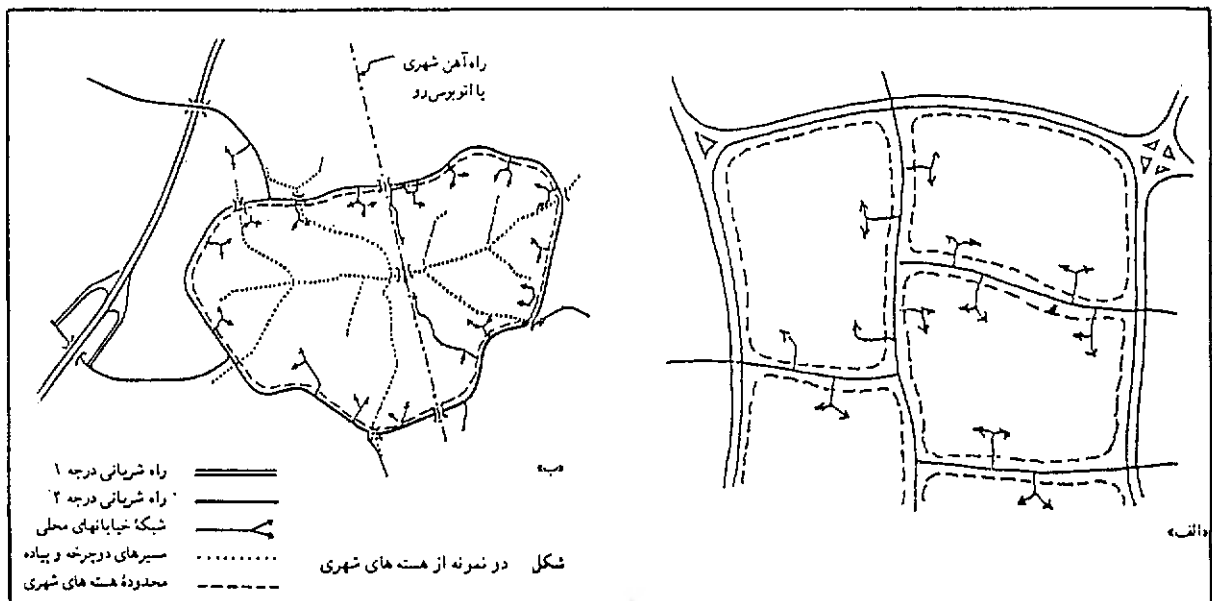 راه آهن شهری
یا اتوبوس‌رو
«الف»
«ب»
راه شریانی درجه ۱
راه شریانی درجه ۲
شبکهٔ خیابانهای محلی
مسیرهای دوچرخه و پیاده
محدودهٔ هسته های شهری
شکل دو نمونه از هسته های شهری